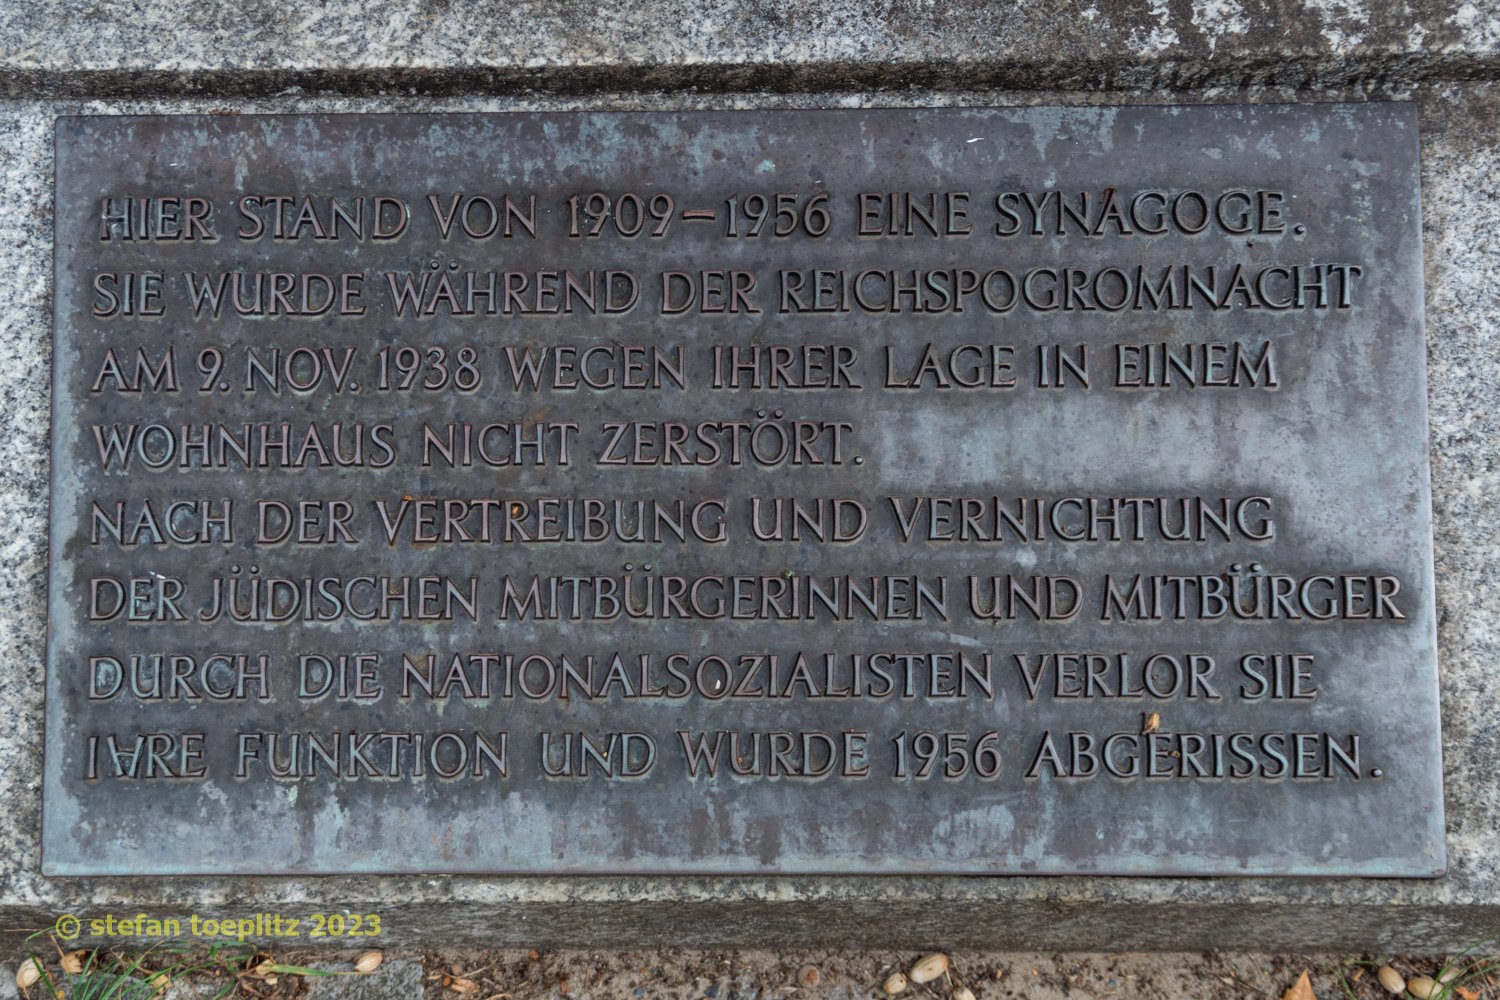 HIER STAND VON 1909–1956 EINE SYNAGOGE.
SIE WURDE WÄHREND DER REICHSPOGROMNACHT
AM 9. NOV. 1938 WEGEN IHRER LAGE IN EINEM
WOHNHAUS NICHT ZERSTÖRT.
NACH DER VERTREIBUNG UND VERNICHTUNG
DER JÜDISCHEN MITBÜRGERINNEN UND MITBÜRGER
DURCH DIE NATIONALSOZIALISTEN VERLOR SIE
I∀RE FUNKTION UND WURDE 1956 ABGERISSEN.
© stefan toeplitz 2023